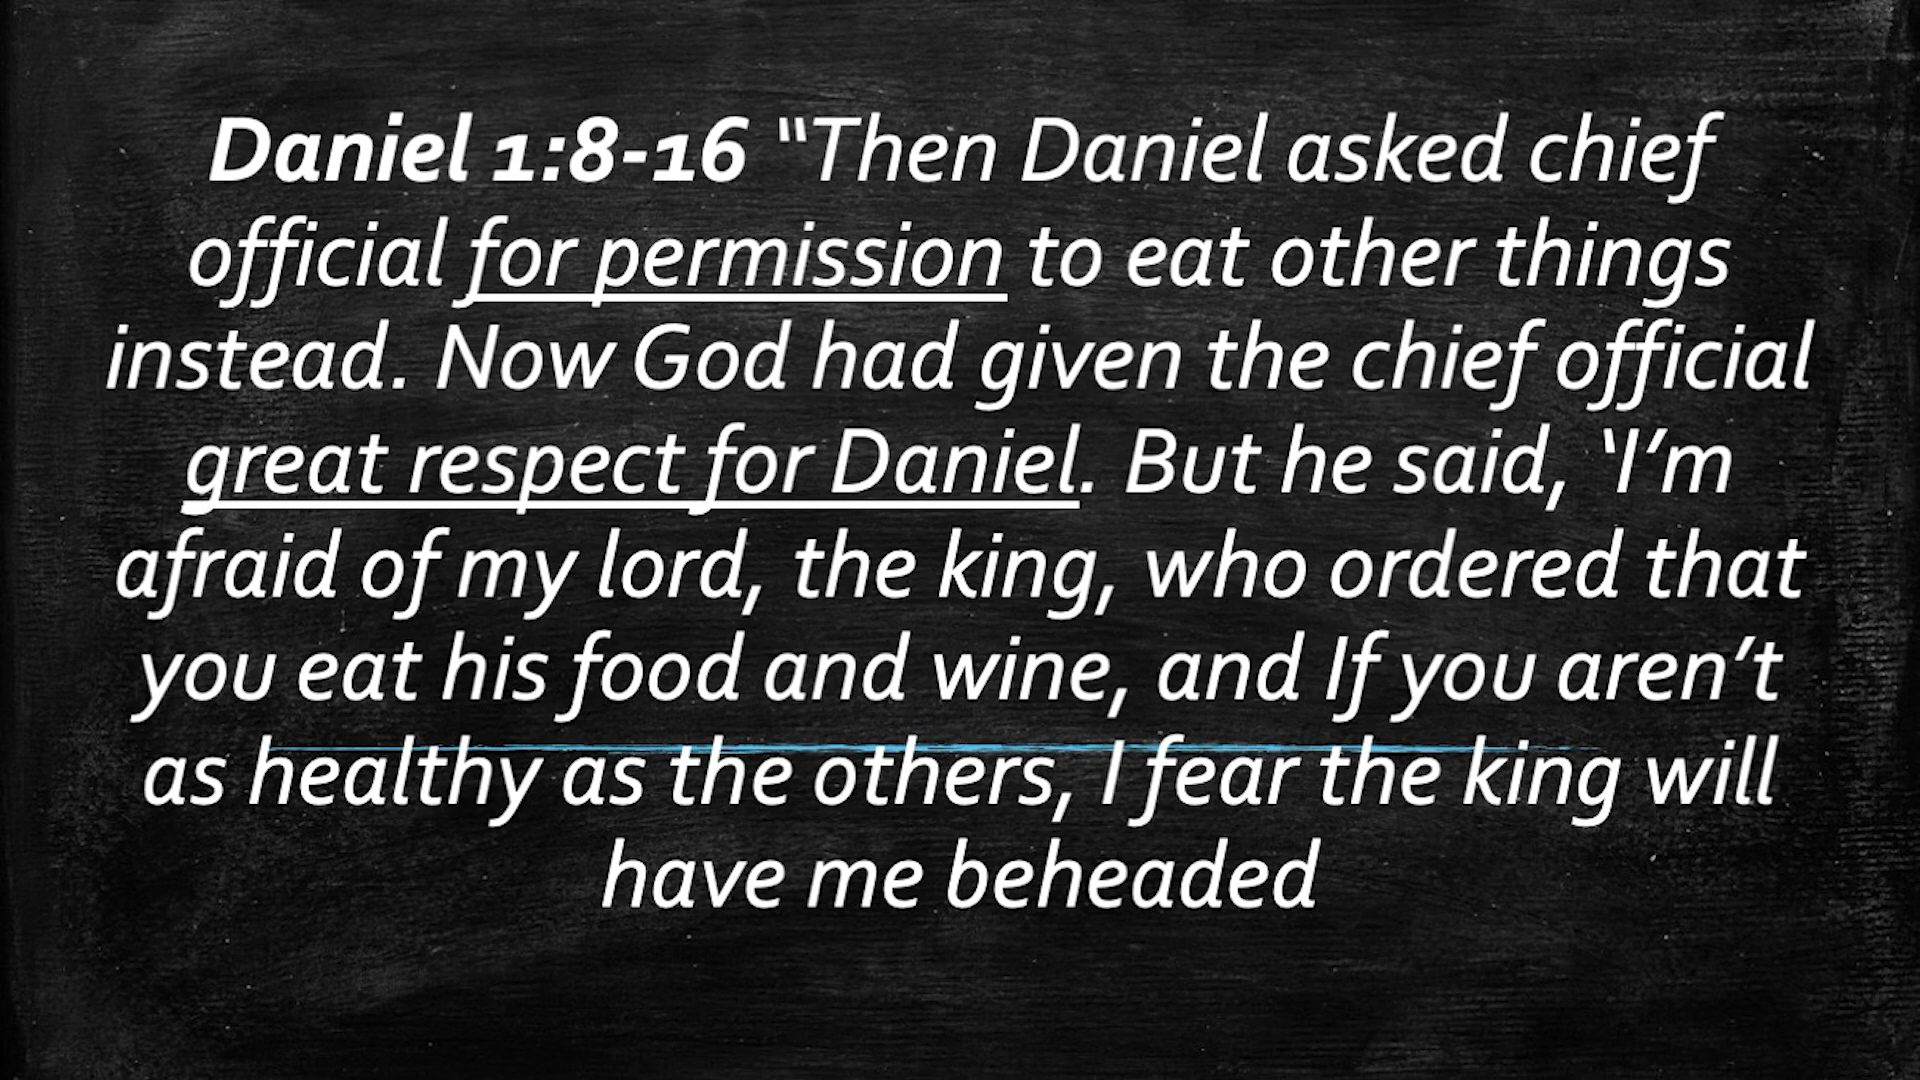 Daniel 1:8-16 “Then Daniel asked chief
official for permission to eat other things
instead. Now God had given the chief official
great respect for Daniel. But he said, ‘I’m
afraid of my lord, the king, who ordered that
you eat his food and wine, and If you aren’t
as healthy as the others, I fear the king will
have me beheaded